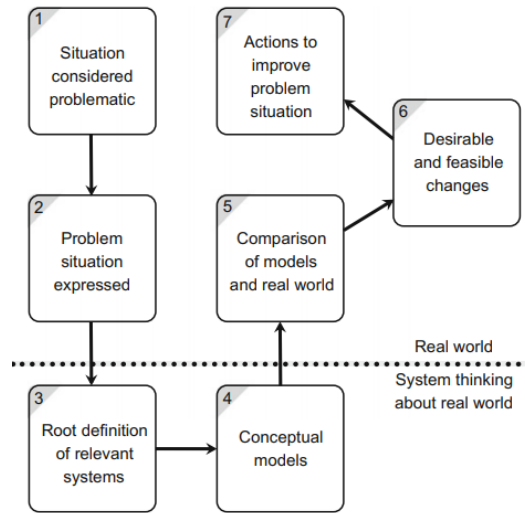 1
Situation
considered
problematic
2
Problem
situation
expressed
3
Root definition
of relevant
systems
4
Conceptual
models
5
Comparison
of models
and real world
6
Desirable
and feasible
changes
7
Actions to
improve
problem
situation
Real world
System thinking
about real world